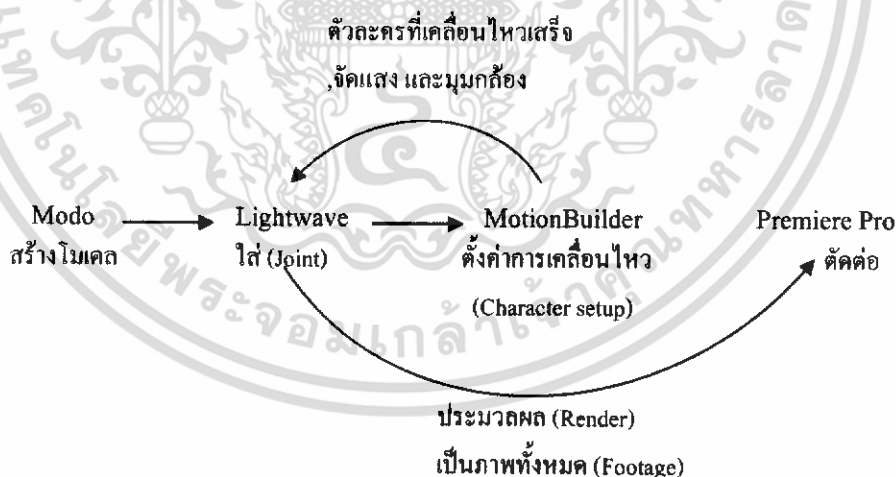 ตัวละครที่เคลื่อนไหวเสร็จ
,จัดแสง และมุมกล้อง
Modo
สร้างโมเดล
Lightwave
ใส่ (Joint)
MotionBuilder
ตั้งค่าการเคลื่อนไหว
(Character setup)
Premiere Pro
ตัดต่อ
ประมวลผล (Render)
เป็นภาพทั้งหมด (Footage)